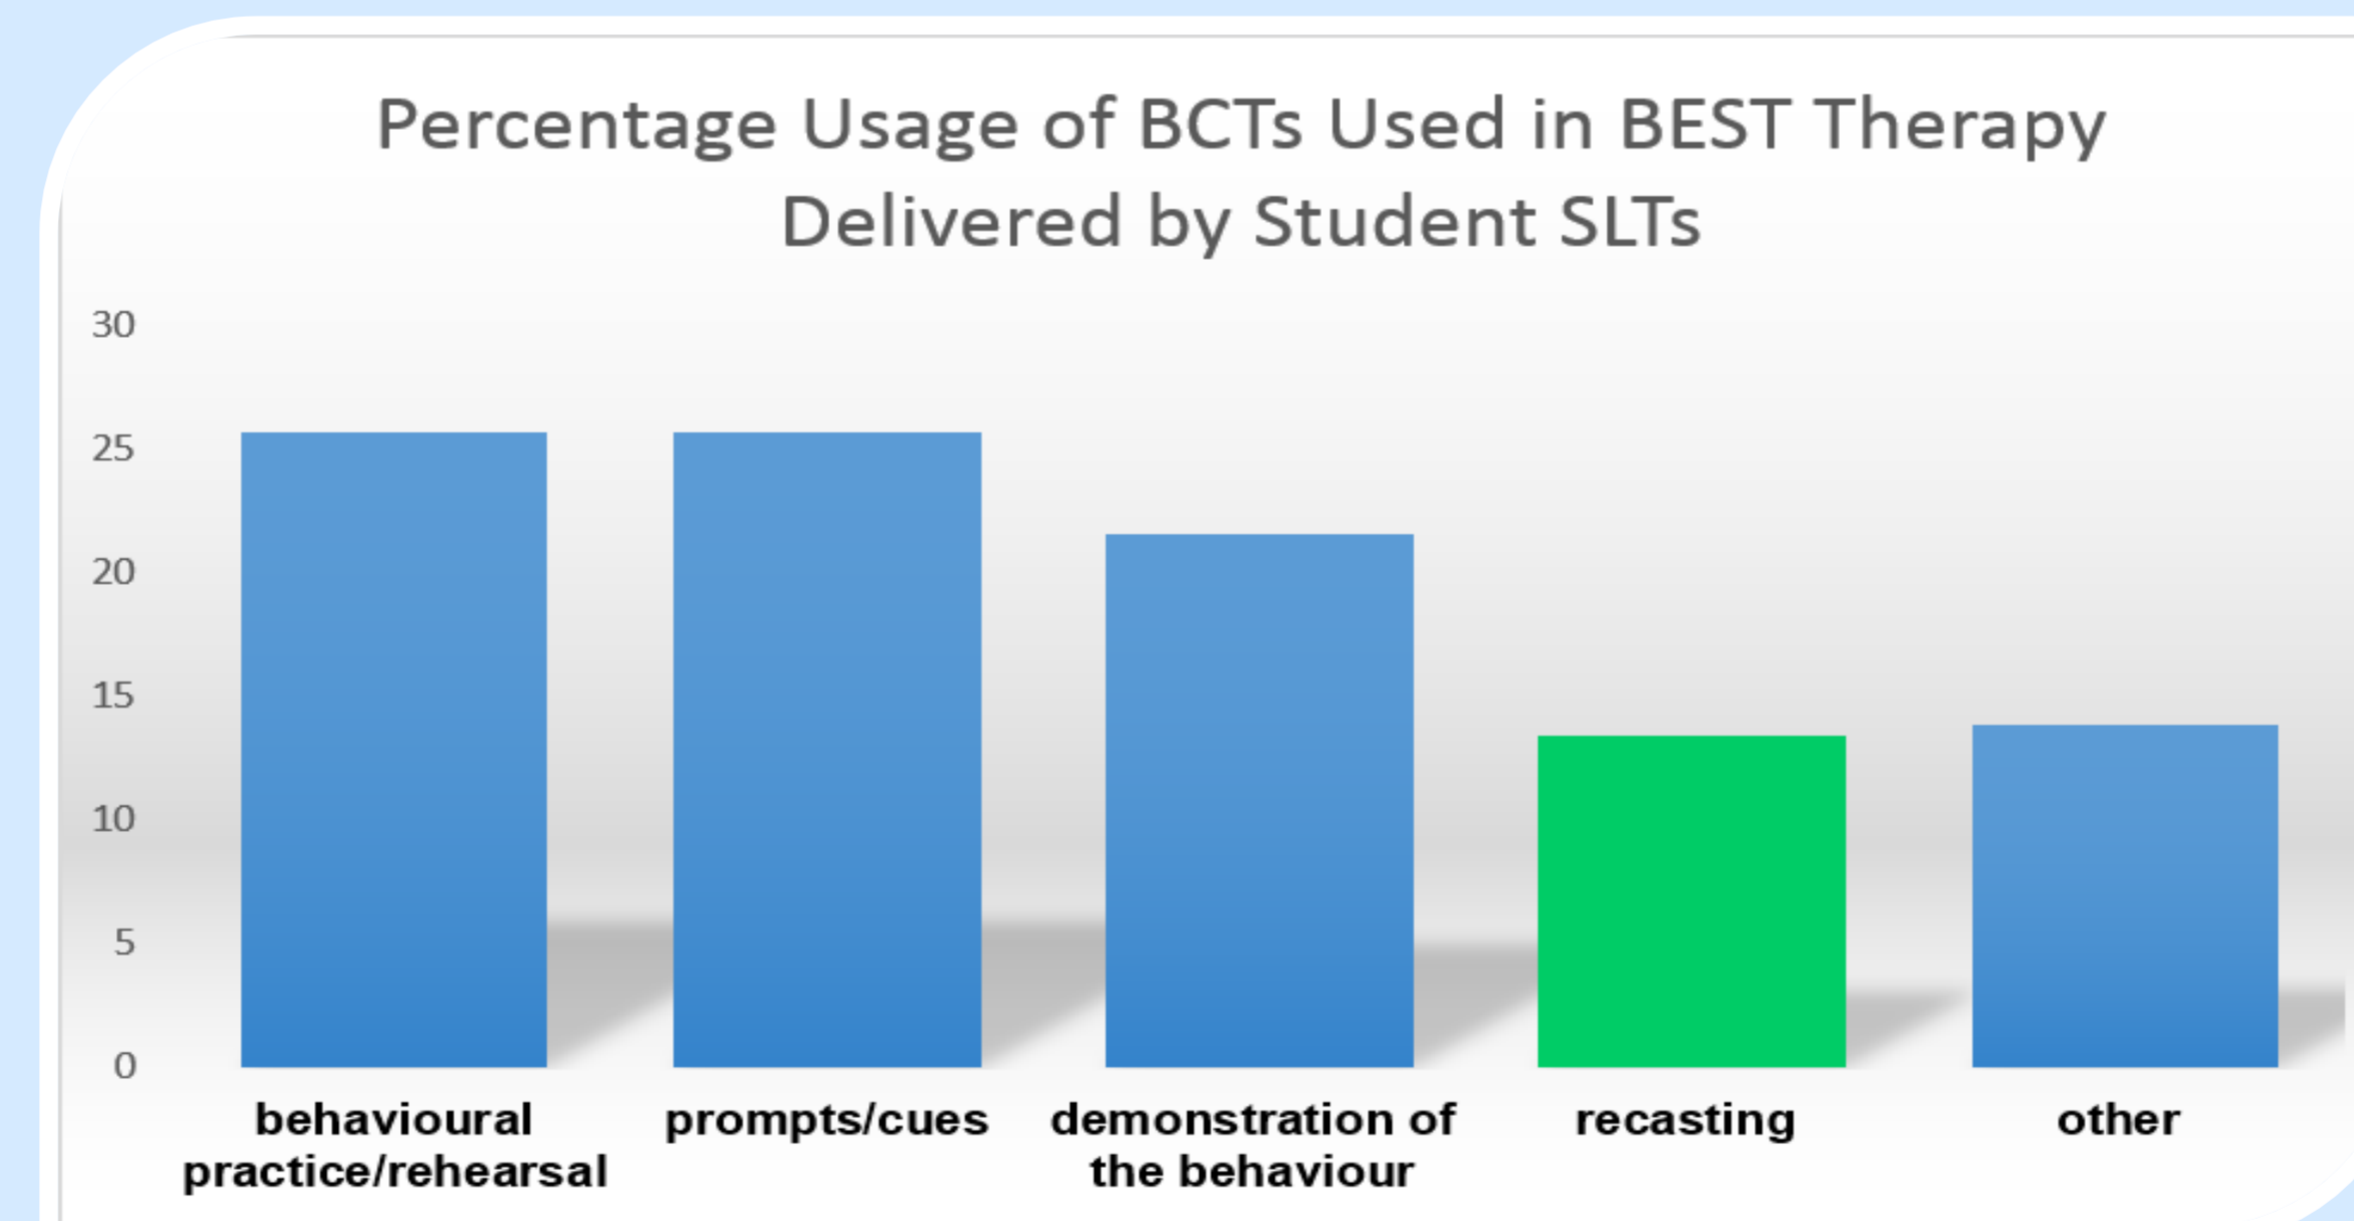 Percentage Usage of BCTs Used in BEST Therapy
Delivered by Student SLTs
30
25
20
15
10
5
0
behavioural
practice/rehearsal
prompts/cues
demonstration of
the behaviour
recasting
other